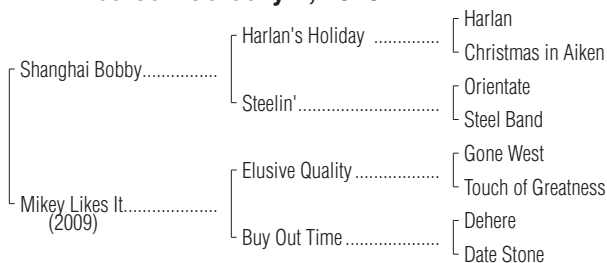 Harlan
Harlan's Holiday ..............
Christmas in Aiken
Shanghai Bobby................
Orientate
Steelin'..............................
Steel Band
Gone West
Elusive Quality ..................
Touch of Greatness
Mikey Likes It....................
(2009)
Dehere
Buy Out Time....................
Date Stone